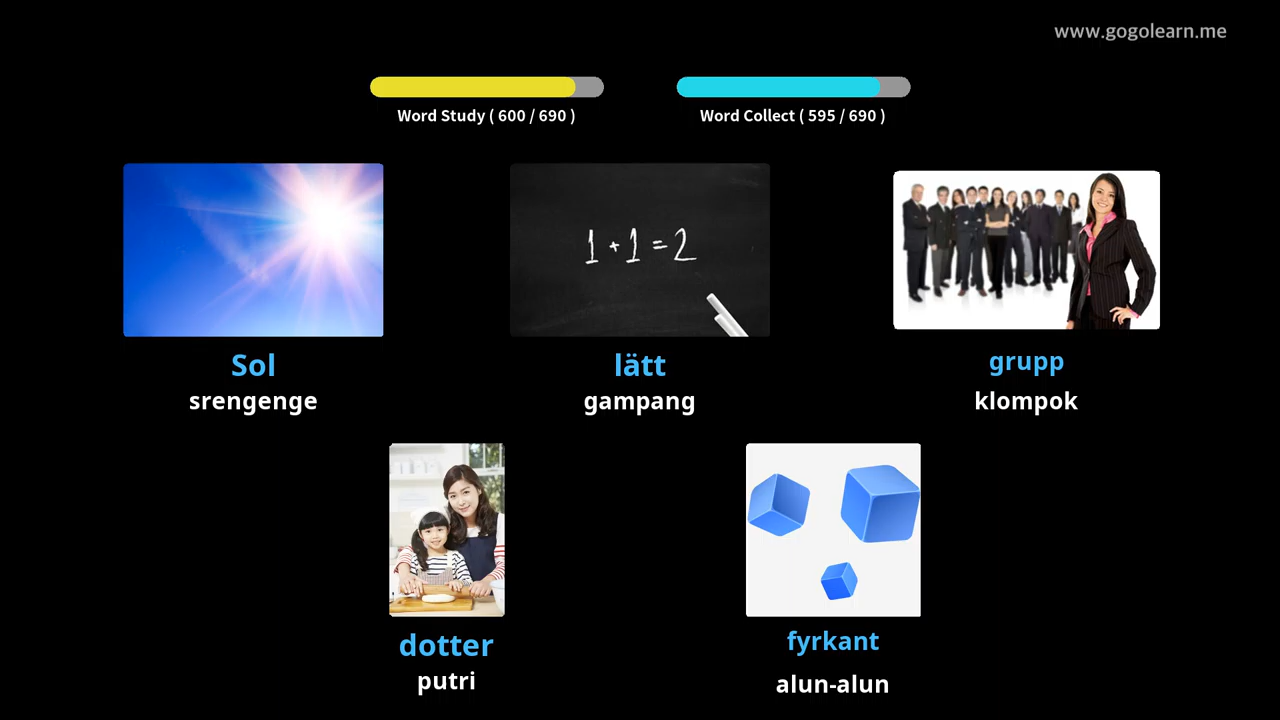 www.gogolearn.me
Word Study ( 600 / 690 )
Word Collect ( 595 / 690 )
1 + 1 = 2
Sol
srengenge
lätt
gampang
grupp
klompok
dotter
putri
fyrkant
alun-alun